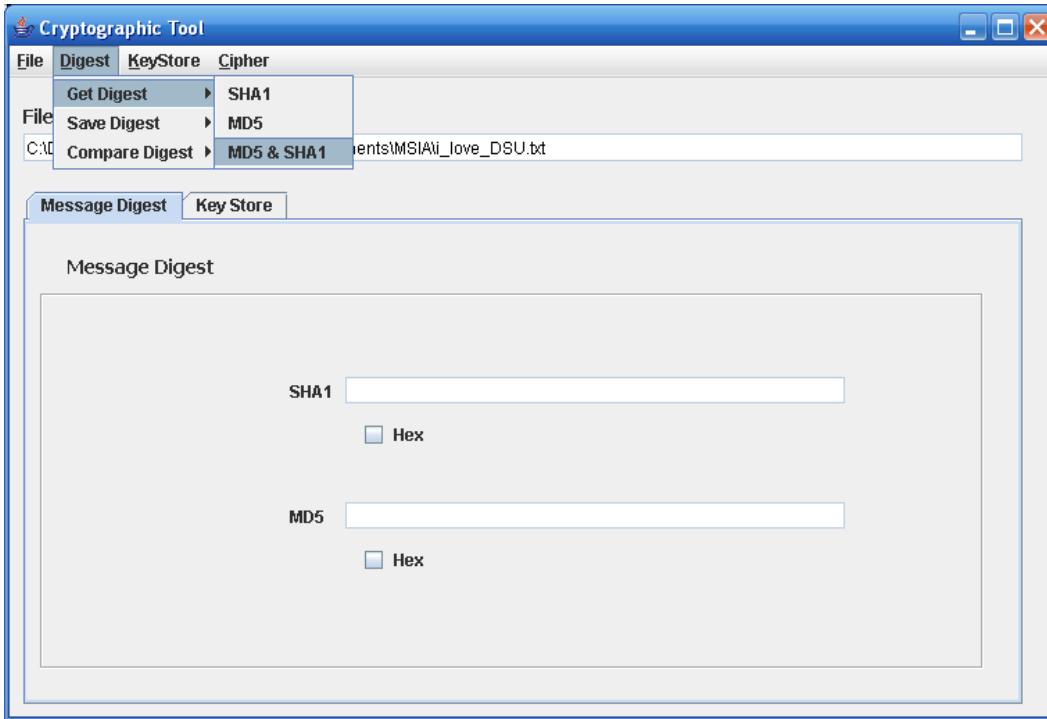 Cryptographic Tool
File Digest KeyStore Cipher
Get Digest SHA1
File
Save Digest MD5
C:\ ents\MSIA\i_love_DSU.txt
Compare Digest MD5 & SHA1
Message Digest Key Store
Message Digest
SHA1
Hex
MD5
Hex